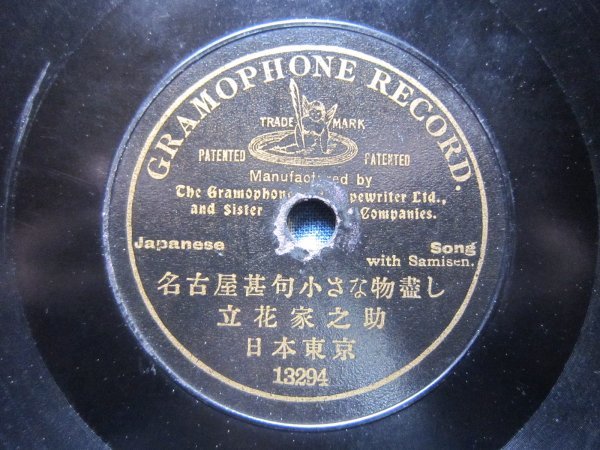 GRAMOPHONE RECORD.
TRADE MARK
PATENTED PATENTED
Manufactured by
The Gramophone pewriter Ltd.,
and Sister Companies.
Japanese Song
with Samisen.
名古屋甚句小さな物盡し
立花家之助
日本東京
13294